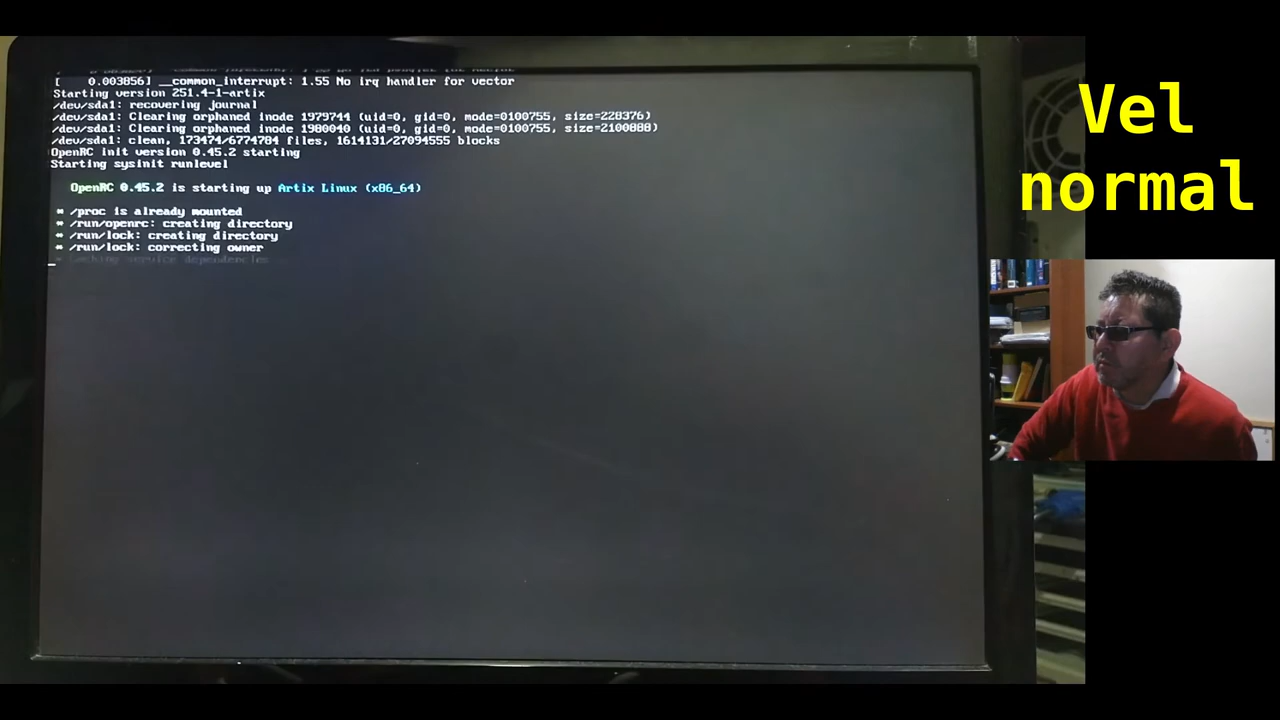 [    0.003856] __common_interrupt: 1.55 No irq handler for vector
Starting version 251.4-1-artix
/dev/sda1: recovering journal
/dev/sda1: Clearing orphaned inode 1979744 (uid=0, gid=0, mode=0100755, size=228376)
/dev/sda1: Clearing orphaned inode 1980040 (uid=0, gid=0, mode=0100755, size=2100888)
/dev/sda1: clean, 173474/6774784 files, 1614131/27094555 blocks
OpenRC init version 0.45.2 starting
Starting sysinit runlevel
OpenRC 0.45.2 is starting up Artix Linux (x86_64)
* /proc is already mounted
* /run/openrc: creating directory
* /run/lock: creating directory
* /run/lock: correcting owner
* Caching service dependencies
Vel
normal